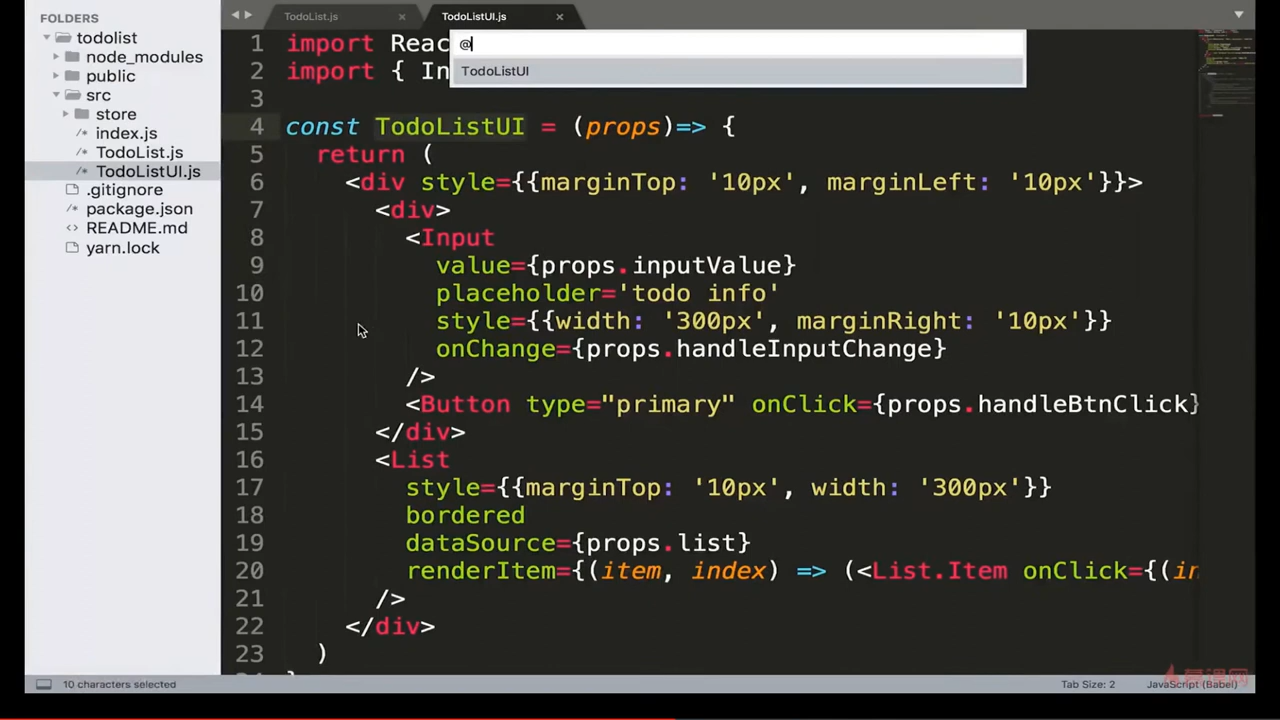 FOLDERS
todolist
node_modules
public
src
store
index.js
TodoList.js
TodoListUI.js
.gitignore
package.json
README.md
yarn.lock
TodoList.js
TodoListUI.js
@
TodoListUI
1 import Reac
2 import { In
3
4 const TodoListUI = (props)=> {
5 return (
6 <div style={{marginTop: '10px', marginLeft: '10px'}}>
7 <div>
8 <Input
9 value={props.inputValue}
10 placeholder='todo info'
11 style={{width: '300px', marginRight: '10px'}}
12 onChange={props.handleInputChange}
13 />
14 <Button type="primary" onClick={props.handleBtnClick}
15 </div>
16 <List
17 style={{marginTop: '10px', width: '300px'}}
18 bordered
19 dataSource={props.list}
20 renderItem={(item, index) => (<List.Item onClick={(in
21 />
22 </div>
23 )
10 characters selected
Tab Size: 2
JavaScript (Babel)
慕课网